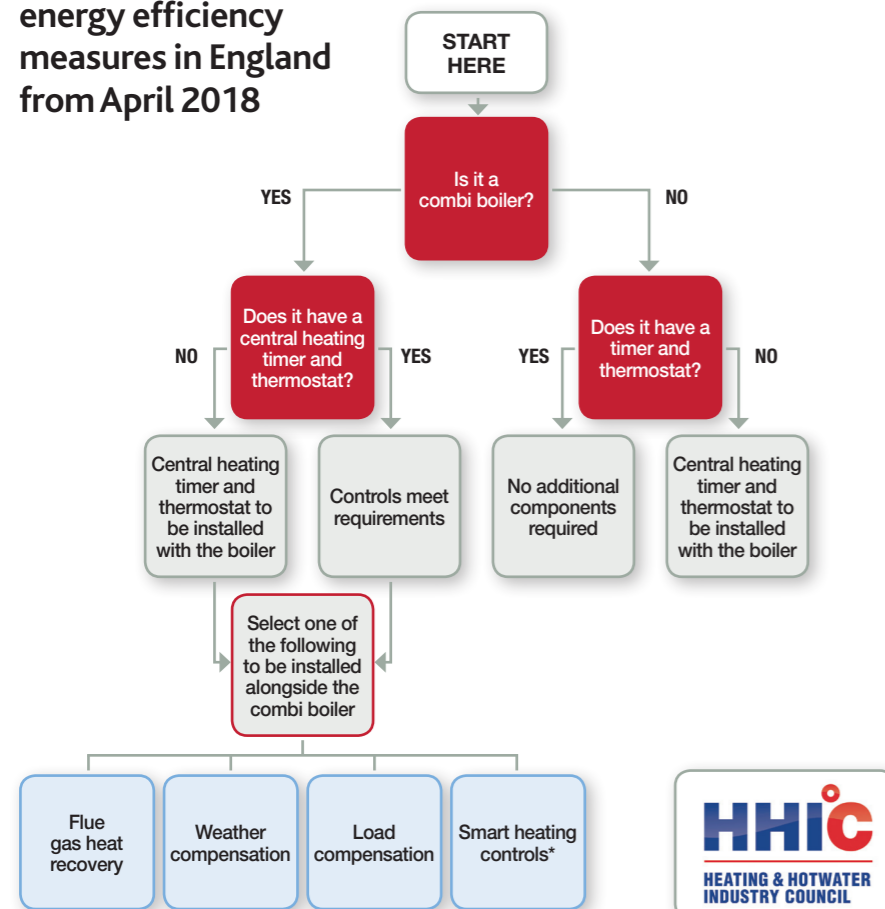 energy efficiency
measures in England
from April 2018
START
HERE
Is it a
combi boiler?
YES
NO
Does it have a
central heating
timer and
thermostat?
NO
YES
Does it have a
timer and
thermostat?
YES
NO
Central heating
timer and
thermostat to
be installed
with the boiler
Controls meet
requirements
No additional
components
required
Central heating
timer and
thermostat to
be installed
with the boiler
Select one of
the following
to be installed
alongside the
combi boiler
Flue
gas heat
recovery
Weather
compensation
Load
compensation
Smart heating
controls*
HHIC
HEATING & HOTWATER
INDUSTRY COUNCIL